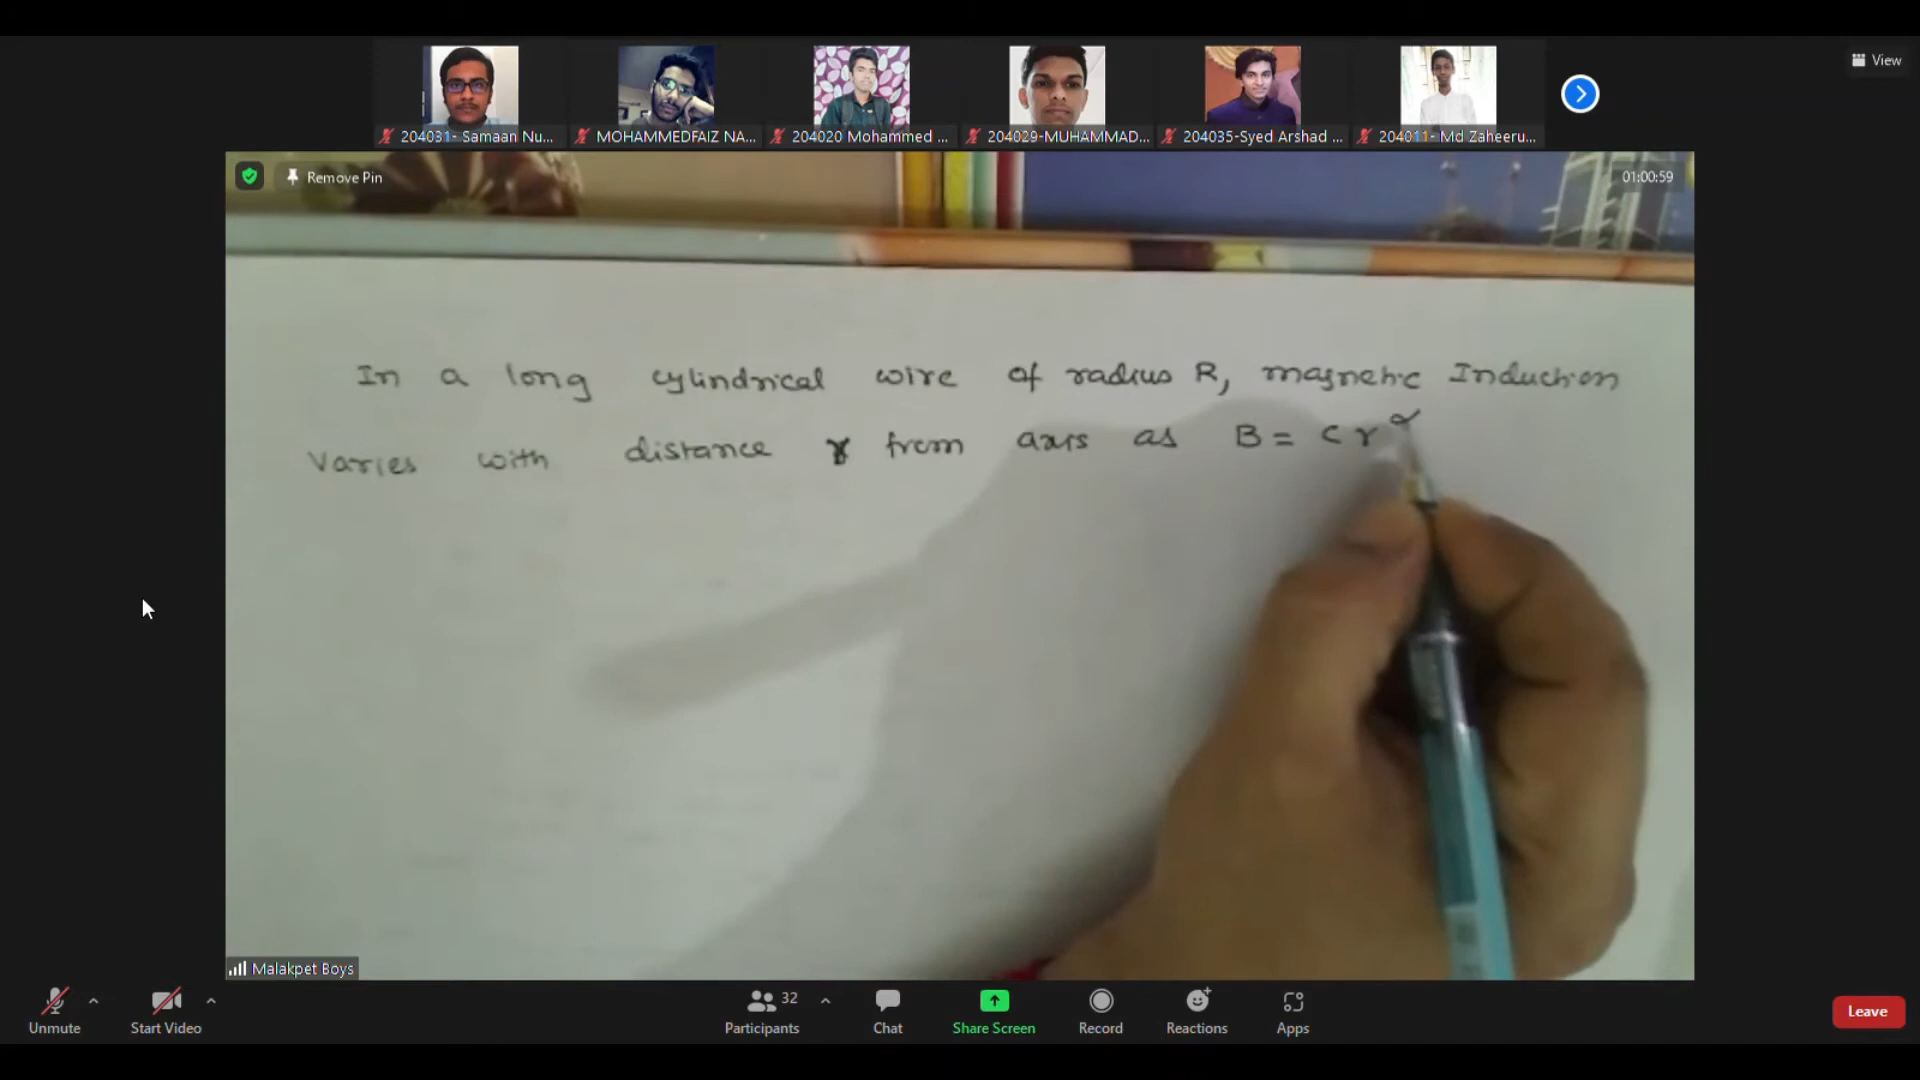 View
204031- Samaan Nu...
MOHAMMEDFAIZ NA...
204020 Mohammed ...
204029-MUHAMMAD...
204035-Syed Arshad ...
204011- Md Zaheeru...
Remove Pin
01:00:59
In a long cylindrical wire of radius R, magnetic Induction
varies with distance r from axis as B = cr^α
Malakpet Boys
Unmute
Start Video
32
Participants
Chat
Share Screen
Record
Reactions
Apps
Leave